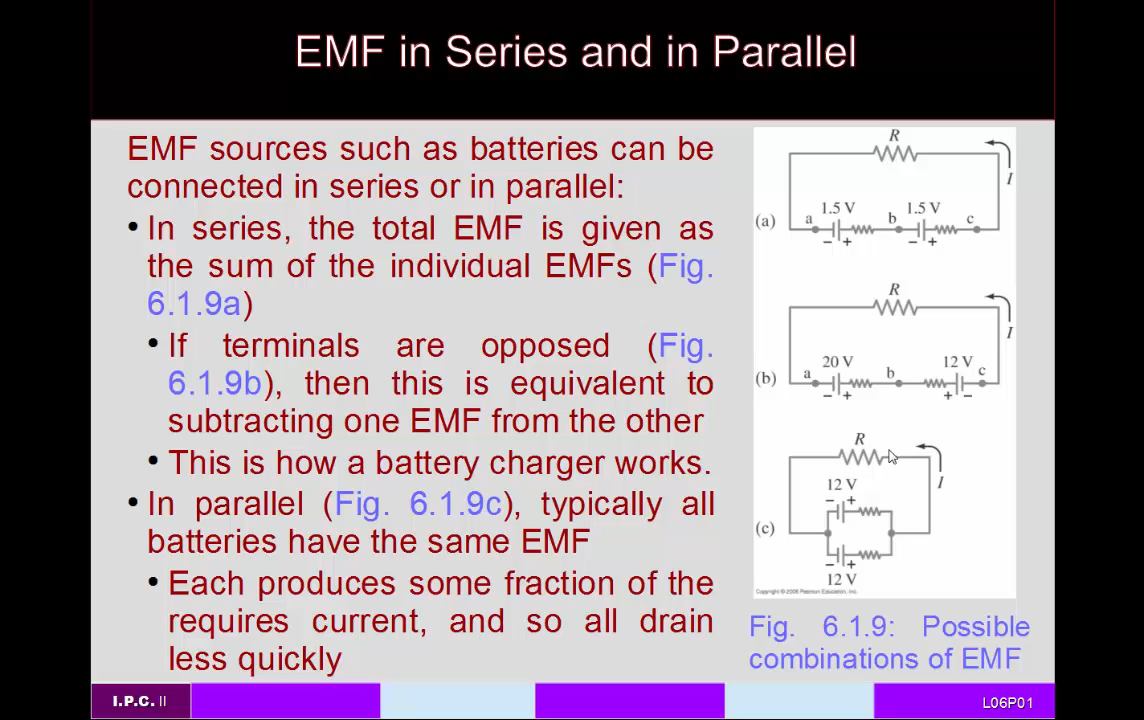 EMF in Series and in Parallel
EMF sources such as batteries can be
connected in series or in parallel:
• In series, the total EMF is given as
the sum of the individual EMFs (Fig.
6.1.9a)
• If terminals are opposed (Fig.
6.1.9b), then this is equivalent to
subtracting one EMF from the other
• This is how a battery charger works.
• In parallel (Fig. 6.1.9c), typically all
batteries have the same EMF
• Each produces some fraction of the
requires current, and so all drain
less quickly
R
I
1.5 V 1.5 V
(a) a b c
− + − +
R
I
20 V 12 V
(b) a b c
− + + −
R
I
12 V
− +
(c)
− +
12 V
Copyright © 2008 Pearson Education, Inc.
Fig. 6.1.9: Possible
combinations of EMF
I.P.C. II
L06P01